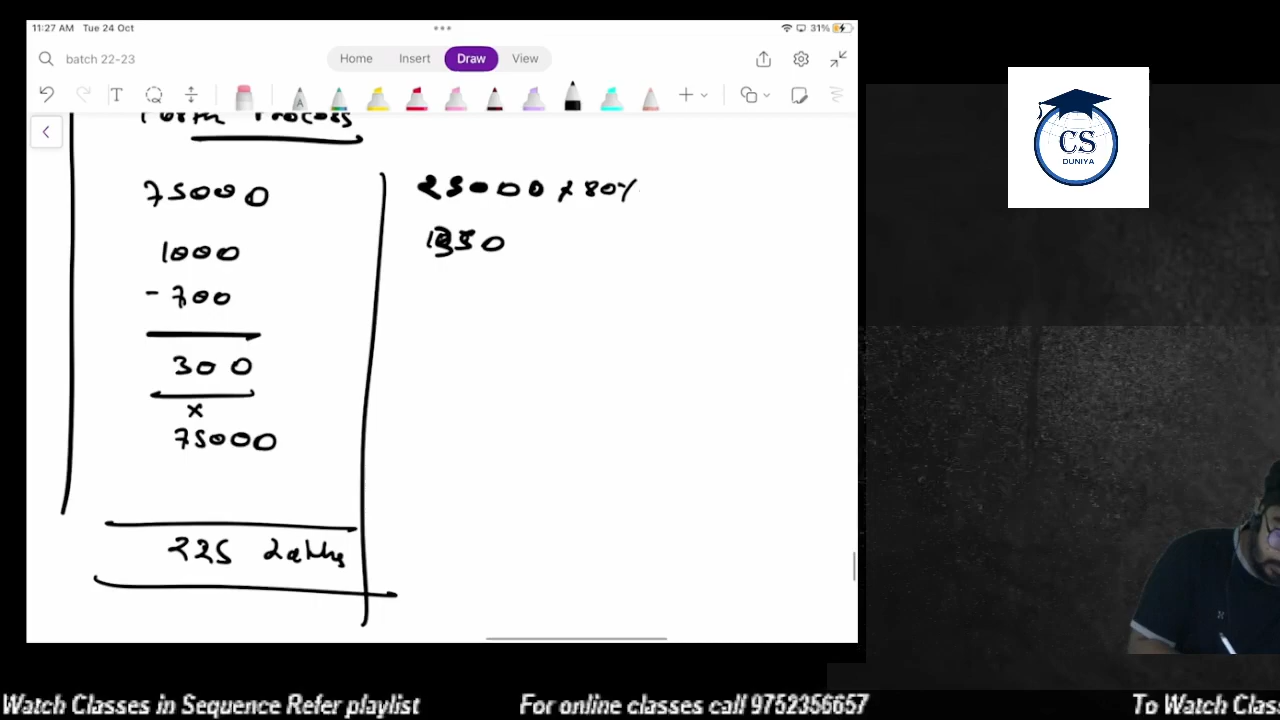 11:27 AM Tue 24 Oct
31%
batch 22-23
Home Insert Draw View
Process
75000
1000
- 700
300
x
75000
225 Lakhs
25000 x 80%
1350
CS
DUNIYA
Watch Classes in Sequence Refer playlist For online classes call 9752356657 To Watch Clas